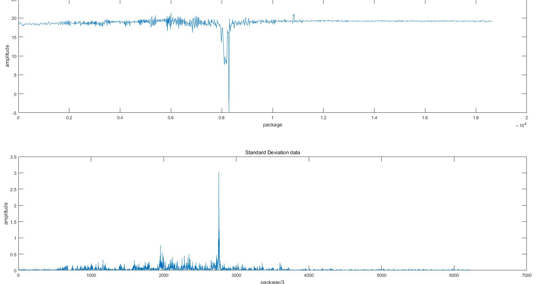 25
20
15
10
5
0
-5
amplitude
0 0.2 0.4 0.6 0.8 1 1.2 1.4 1.6 1.8 2
package
×10⁴
Standard Deviation data
3.5
3
2.5
2
1.5
1
0.5
0
amplitude
0 1000 2000 3000 4000 5000 6000 7000
package/3